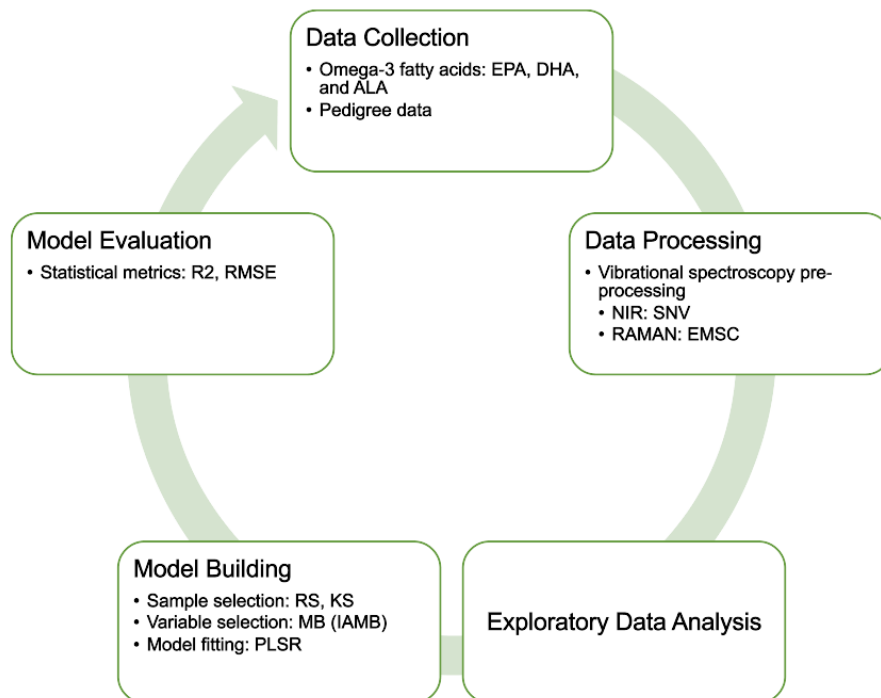 Data Collection
• Omega-3 fatty acids: EPA, DHA,
and ALA
• Pedigree data
Data Processing
• Vibrational spectroscopy pre-
processing
• NIR: SNV
• RAMAN: EMSC
Exploratory Data Analysis
Model Building
• Sample selection: RS, KS
• Variable selection: MB (IAMB)
• Model fitting: PLSR
Model Evaluation
• Statistical metrics: R2, RMSE